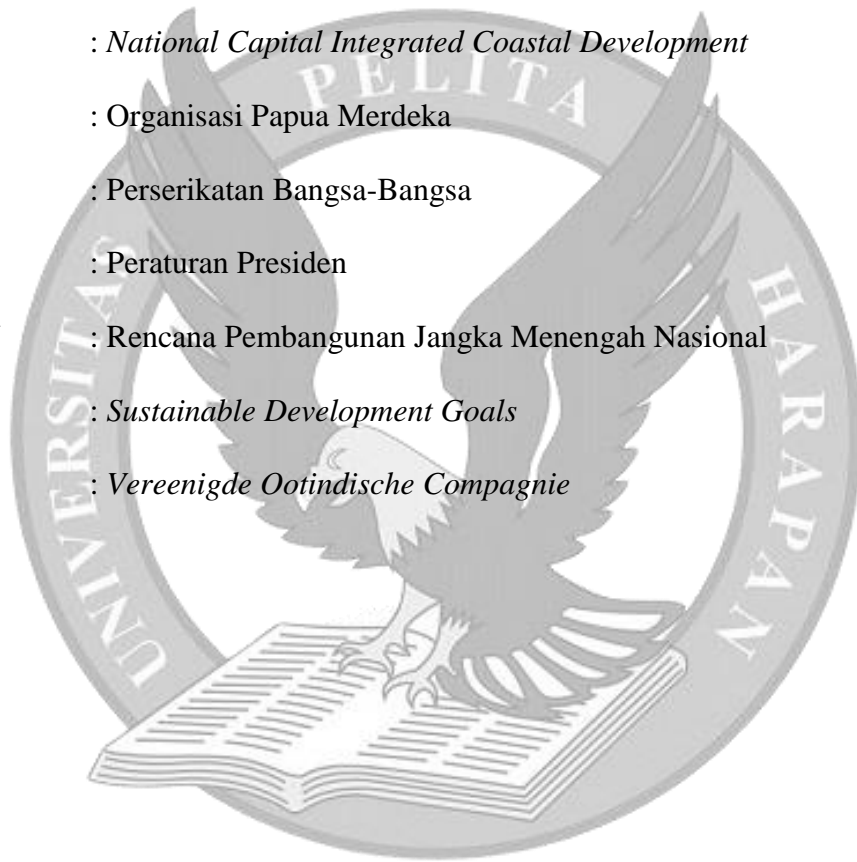 : National Capital Integrated Coastal Development
: Organisasi Papua Merdeka
: Perserikatan Bangsa-Bangsa
: Peraturan Presiden
: Rencana Pembangunan Jangka Menengah Nasional
: Sustainable Development Goals
: Vereenigde Ootindische Compagnie
UNIVERSITAS PELITA HARAPAN